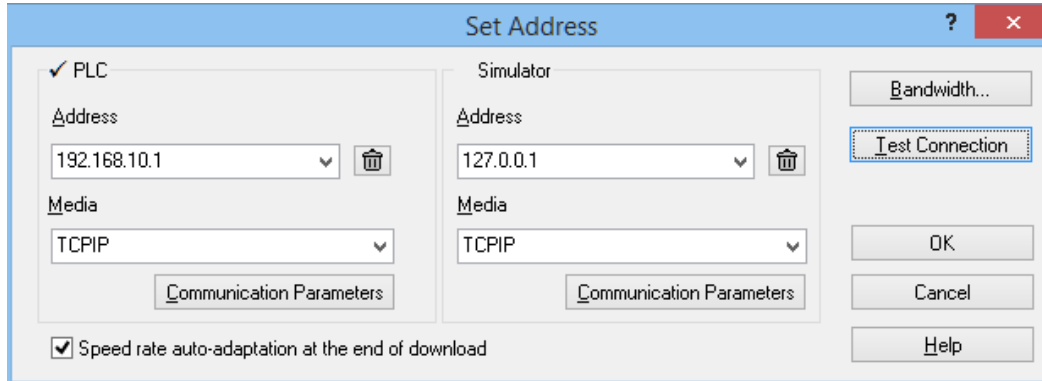 Set Address
?
×
✓ PLC
Address
192.168.10.1
Media
TCPIP
Communication Parameters
Simulator
Address
127.0.0.1
Media
TCPIP
Communication Parameters
Speed rate auto-adaptation at the end of download
Bandwidth...
Test Connection
OK
Cancel
Help